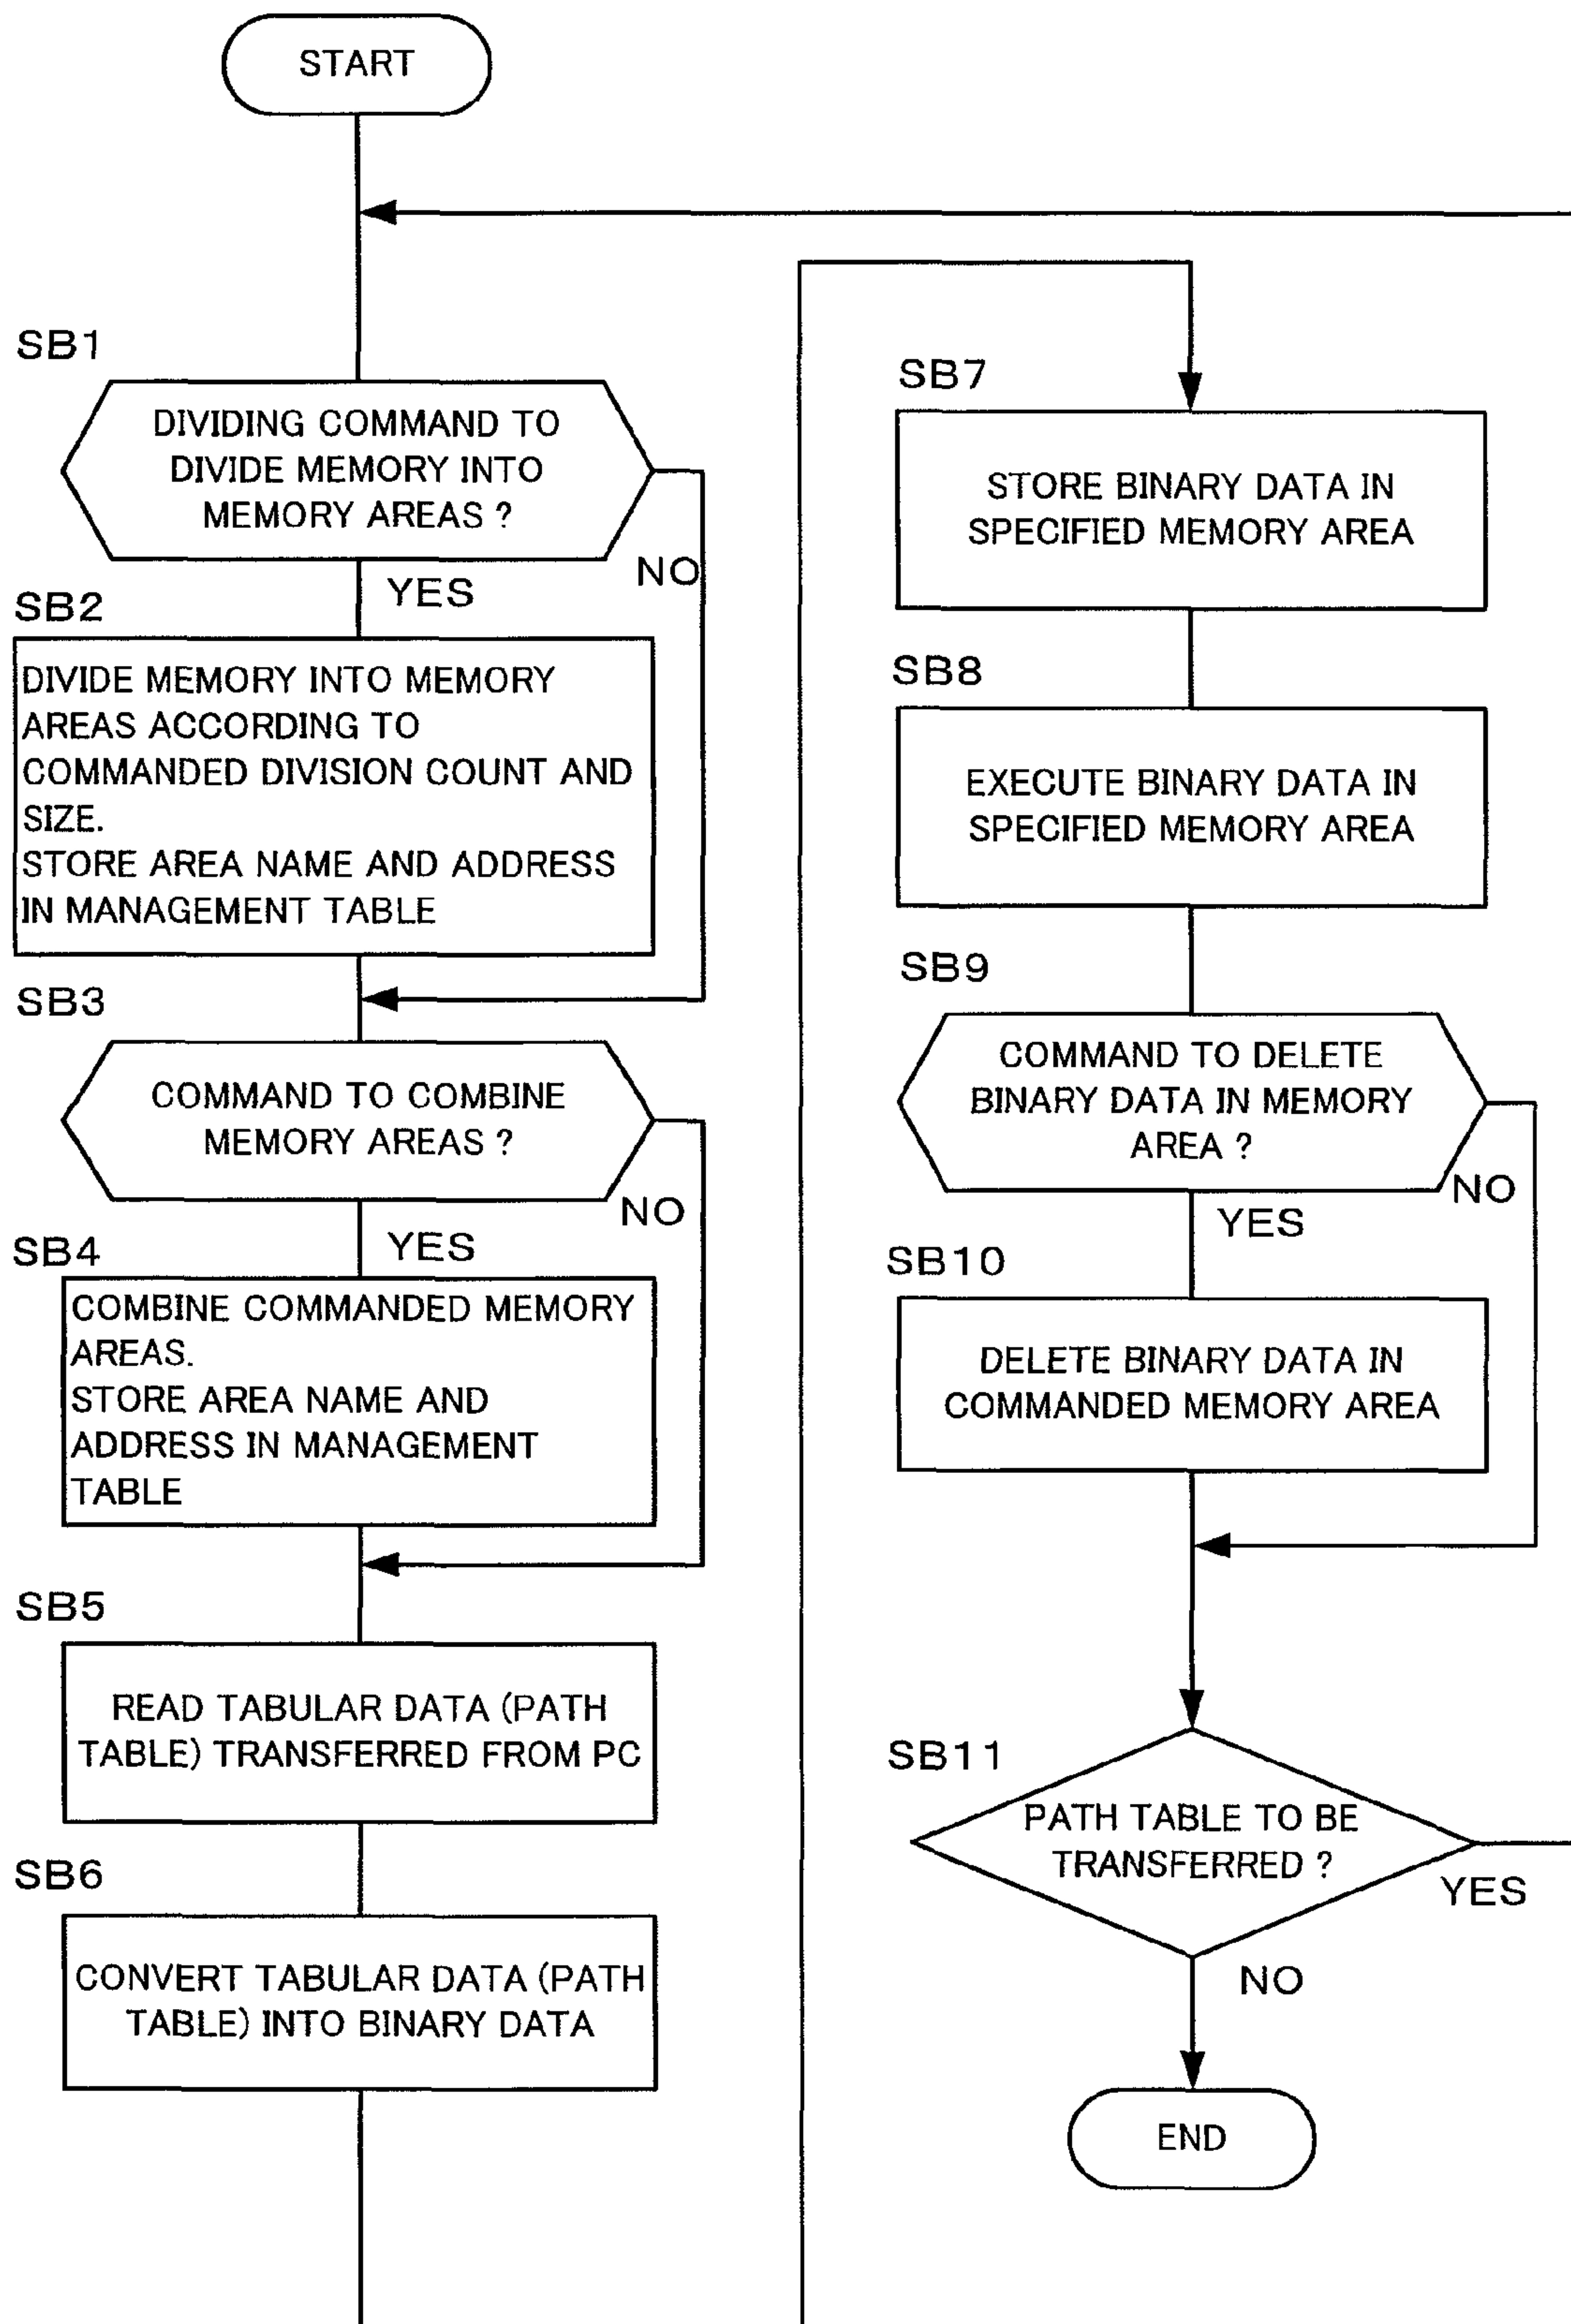 START
SB1
DIVIDING COMMAND TO
DIVIDE MEMORY INTO
MEMORY AREAS ?
NO
YES
SB2
DIVIDE MEMORY INTO MEMORY
AREAS ACCORDING TO
COMMANDED DIVISION COUNT AND
SIZE.
STORE AREA NAME AND ADDRESS
IN MANAGEMENT TABLE
SB3
COMMAND TO COMBINE
MEMORY AREAS ?
NO
YES
SB4
COMBINE COMMANDED MEMORY
AREAS.
STORE AREA NAME AND
ADDRESS IN MANAGEMENT
TABLE
SB5
READ TABULAR DATA (PATH
TABLE) TRANSFERRED FROM PC
SB6
CONVERT TABULAR DATA (PATH
TABLE) INTO BINARY DATA
SB7
STORE BINARY DATA IN
SPECIFIED MEMORY AREA
SB8
EXECUTE BINARY DATA IN
SPECIFIED MEMORY AREA
SB9
COMMAND TO DELETE
BINARY DATA IN MEMORY
AREA ?
NO
YES
SB10
DELETE BINARY DATA IN
COMMANDED MEMORY AREA
SB11
PATH TABLE TO BE
TRANSFERRED ?
YES
NO
END